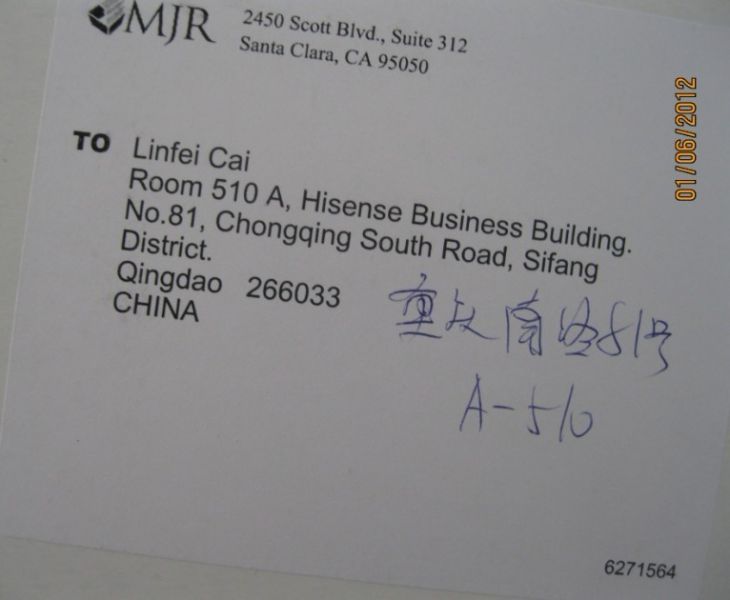 MJR
2450 Scott Blvd., Suite 312
Santa Clara, CA 95050
TO Linfei Cai
Room 510 A, Hisense Business Building.
No.81, Chongqing South Road, Sifang
District.
Qingdao 266033
CHINA
重庆南路81号
A-510
6271564
01/06/2012